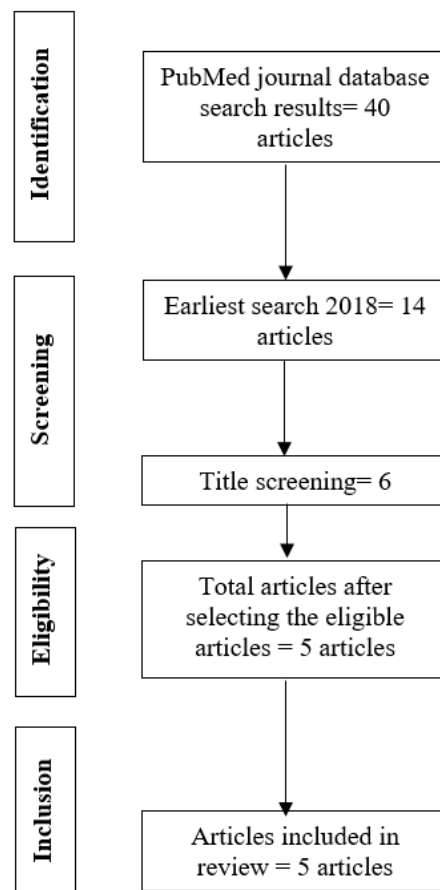 Identification
PubMed journal database
search results= 40
articles
Screening
Earliest search 2018= 14
articles
Title screening= 6
Eligibility
Total articles after
selecting the eligible
articles = 5 articles
Inclusion
Articles included in
review = 5 articles